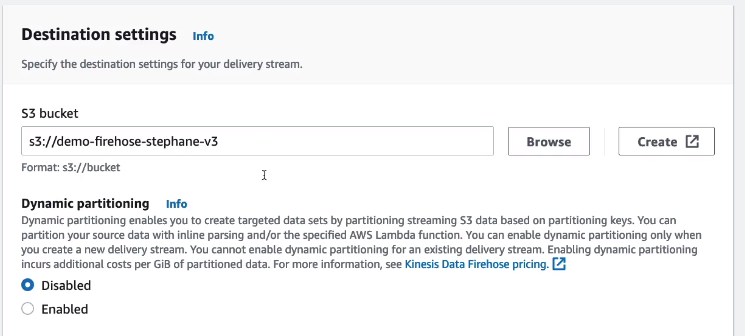 Destination settings Info
Specify the destination settings for your delivery stream.
S3 bucket
s3://demo-firehose-stephane-v3 Browse Create
Format: s3://bucket
Dynamic partitioning Info
Dynamic partitioning enables you to create targeted data sets by partitioning streaming S3 data based on partitioning keys. You can
partition your source data with inline parsing and/or the specified AWS Lambda function. You can enable dynamic partitioning only when
you create a new delivery stream. You cannot enable dynamic partitioning for an existing delivery stream. Enabling dynamic partitioning
incurs additional costs per GiB of partitioned data. For more information, see Kinesis Data Firehose pricing.
Disabled
Enabled